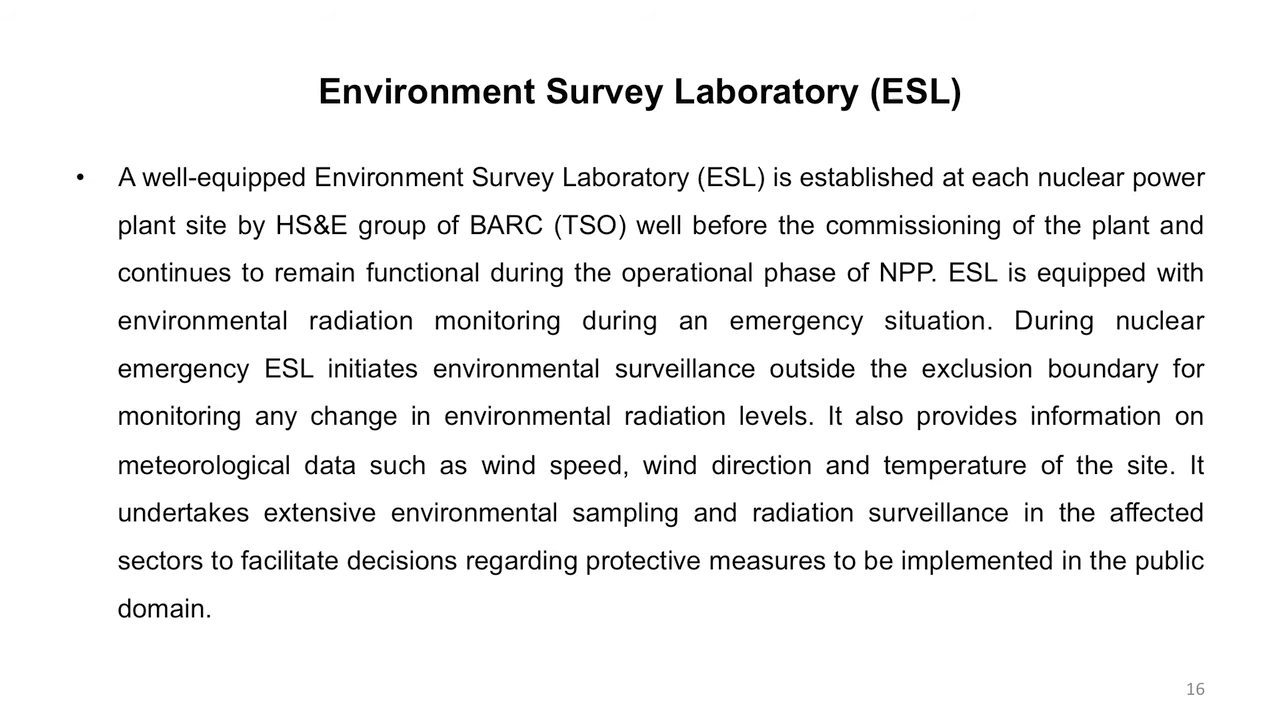 Environment Survey Laboratory (ESL)
• A well-equipped Environment Survey Laboratory (ESL) is established at each nuclear power
plant site by HS&E group of BARC (TSO) well before the commissioning of the plant and
continues to remain functional during the operational phase of NPP. ESL is equipped with
environmental radiation monitoring during an emergency situation. During nuclear
emergency ESL initiates environmental surveillance outside the exclusion boundary for
monitoring any change in environmental radiation levels. It also provides information on
meteorological data such as wind speed, wind direction and temperature of the site. It
undertakes extensive environmental sampling and radiation surveillance in the affected
sectors to facilitate decisions regarding protective measures to be implemented in the public
domain.
16